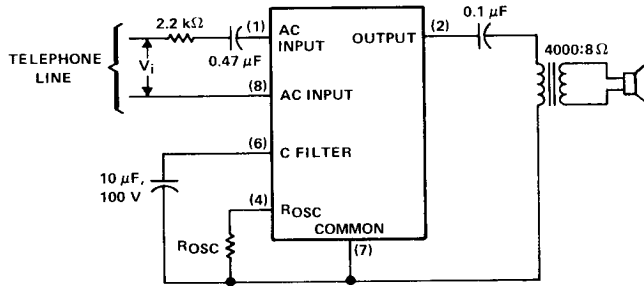 2.2 kΩ
(1)
AC
INPUT
OUTPUT
(2)
0.1 μF
TELEPHONE
LINE
Vi
0.47 μF
4000:8 Ω
(8)
AC INPUT
(6)
C FILTER
10 μF,
100 V
(4)
ROSC
ROSC
COMMON
(7)